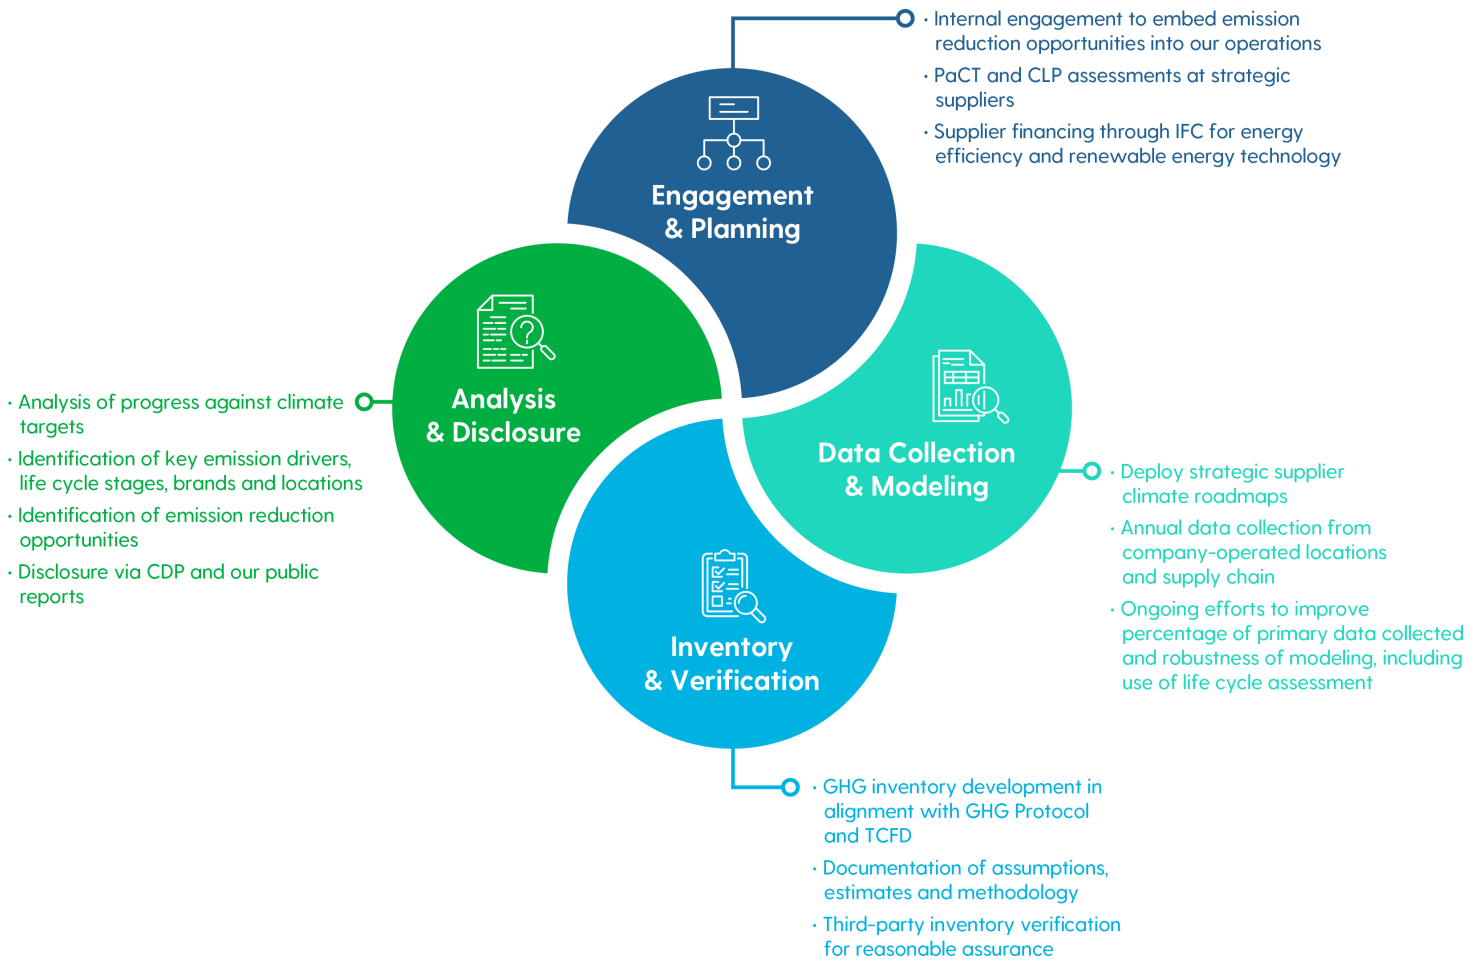 · Internal engagement to embed emission
reduction opportunities into our operations
· PaCT and CLP assessments at strategic
suppliers
· Supplier financing through IFC for energy
efficiency and renewable energy technology
Engagement
& Planning
Data Collection
& Modeling
· Deploy strategic supplier
climate roadmaps
· Annual data collection from
company-operated locations
and supply chain
· Ongoing efforts to improve
percentage of primary data collected
and robustness of modeling, including
use of life cycle assessment
Inventory
& Verification
· GHG inventory development in
alignment with GHG Protocol
and TCFD
· Documentation of assumptions,
estimates and methodology
· Third-party inventory verification
for reasonable assurance
Analysis
& Disclosure
· Analysis of progress against climate
targets
· Identification of key emission drivers,
life cycle stages, brands and locations
· Identification of emission reduction
opportunities
· Disclosure via CDP and our public
reports
?